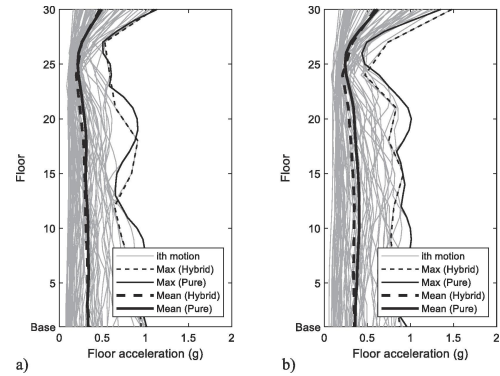 30
25
20
15
10
5
Base
Floor
ith motion
Max (Hybrid)
Max (Pure)
Mean (Hybrid)
Mean (Pure)
0 0.5 1 1.5 2
Floor acceleration (g)
a)
30
25
20
15
10
5
Base
Floor
ith motion
Max (Hybrid)
Max (Pure)
Mean (Hybrid)
Mean (Pure)
0 0.5 1 1.5 2
Floor acceleration (g)
b)